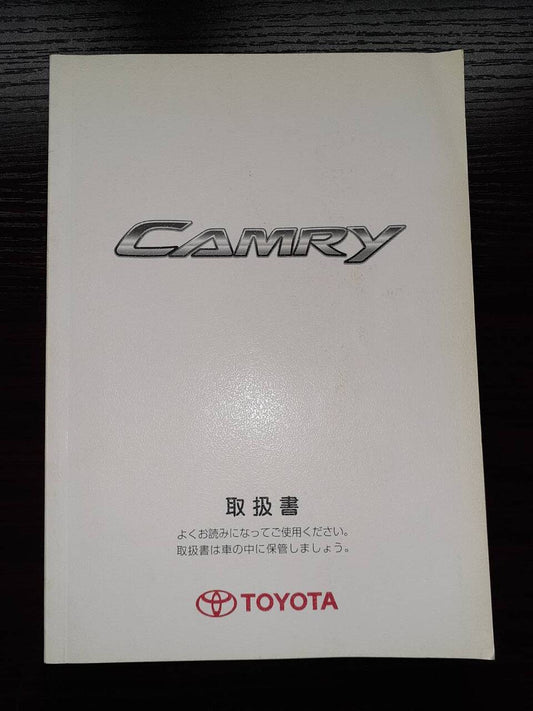 CAMRY
取扱書
よくお読みになってご使用ください。
取扱書は車の中に保管しましょう。
TOYOTA